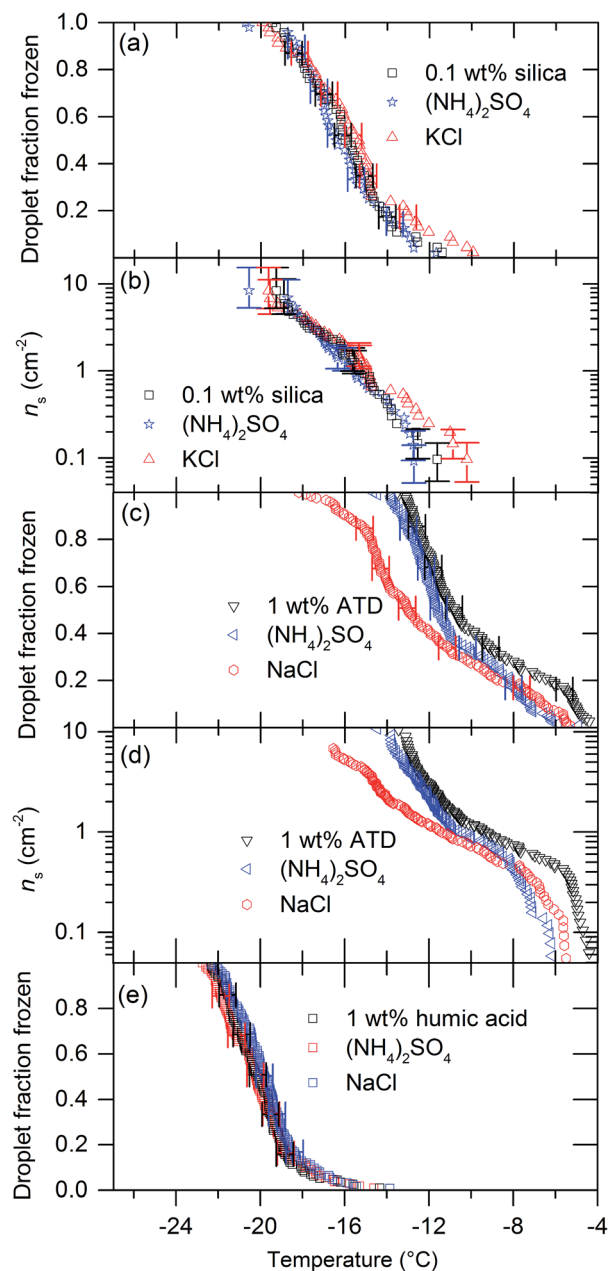 (a)
Droplet fraction frozen
1.0
0.8
0.6
0.4
0.2
0.1 wt% silica
(NH₄)₂SO₄
KCl
(b)
nₛ (cm⁻²)
10
1
0.1
0.1 wt% silica
(NH₄)₂SO₄
KCl
(c)
Droplet fraction frozen
0.8
0.6
0.4
0.2
1 wt% ATD
(NH₄)₂SO₄
NaCl
(d)
nₛ (cm⁻²)
10
1
0.1
1 wt% ATD
(NH₄)₂SO₄
NaCl
(e)
Droplet fraction frozen
0.8
0.6
0.4
0.2
0.0
1 wt% humic acid
(NH₄)₂SO₄
NaCl
-24 -20 -16 -12 -8 -4
Temperature (°C)